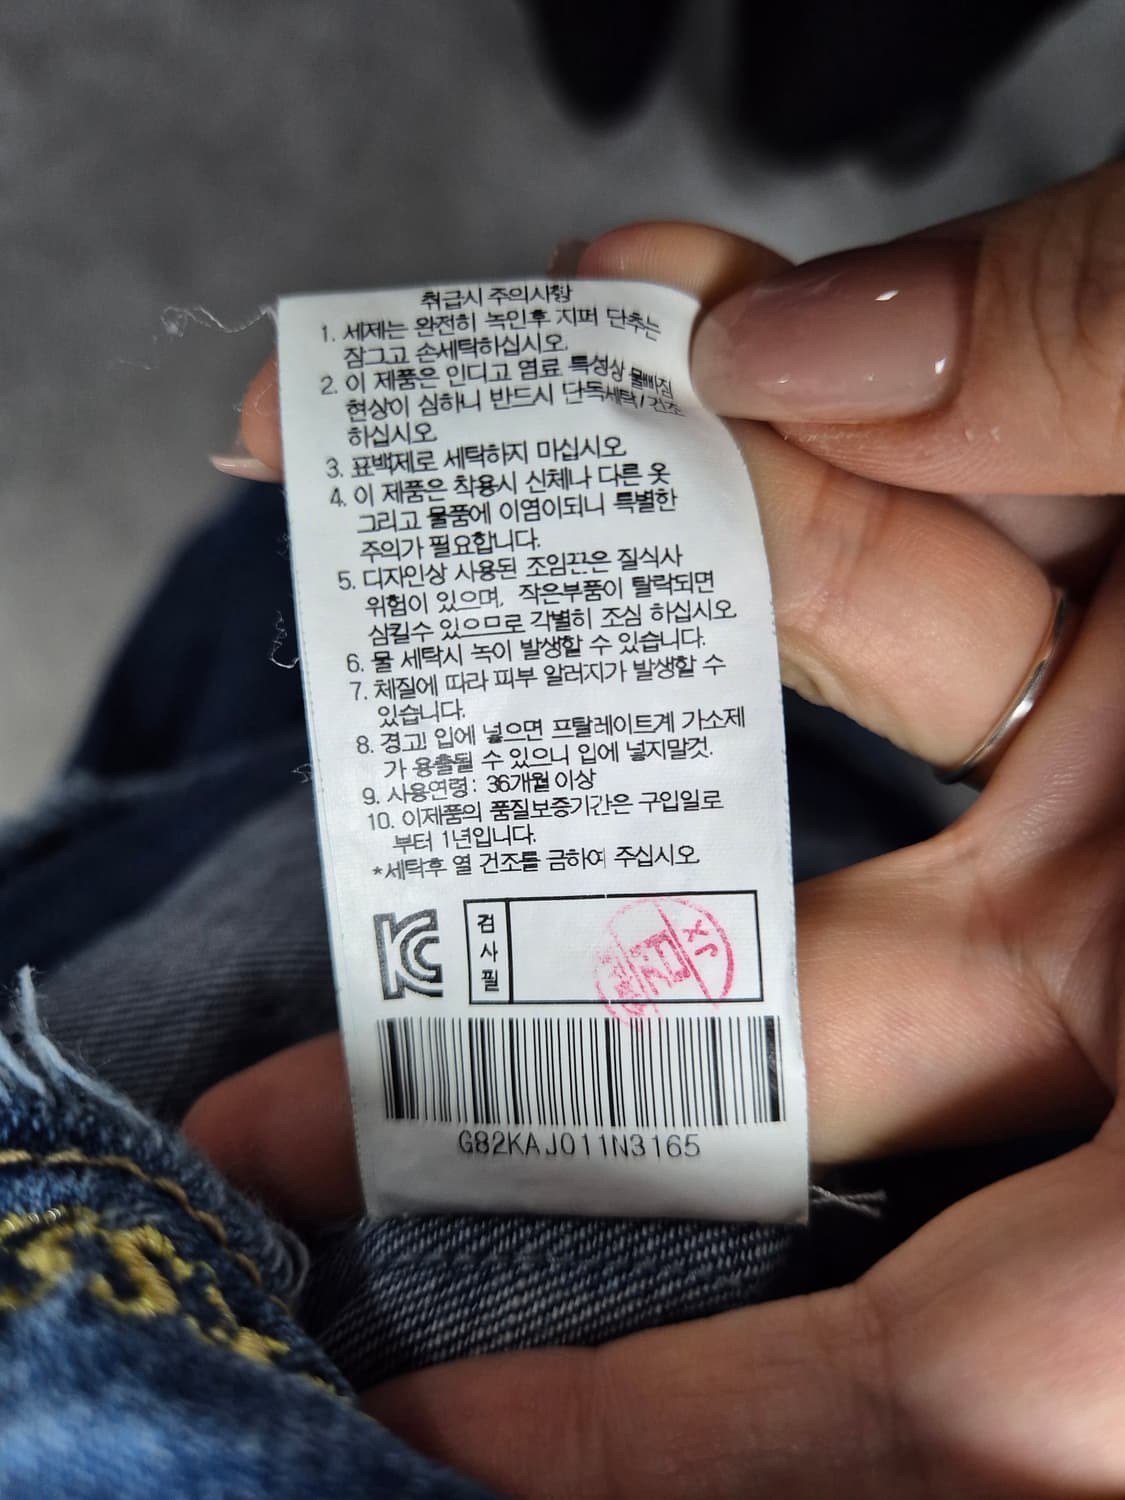 취급시 주의사항
1. 세제는 완전히 녹인후 지퍼 단추는
잠그고 손세탁하십시오.
2. 이 제품은 인디고 염료 특성상 물빠짐
현상이 심하니 반드시 단독세탁/건조
하십시오.
3. 표백제로 세탁하지 마십시오.
4. 이 제품은 착용시 신체나 다른 옷
그리고 물품에 이염이되니 특별한
주의가 필요합니다.
5. 디자인상 사용된 조임끈은 질식사
위험이 있으며, 작은부품이 탈락되면
삼킬수 있으므로 각별히 조심 하십시오.
6. 물 세탁시 녹이 발생할 수 있습니다.
7. 체질에 따라 피부 알러지가 발생할 수
있습니다.
8. 경고! 입에 넣으면 프탈레이트계 가소제
가 용출될 수 있으니 입에 넣지말것.
9. 사용연령: 36개월 이상
10. 이제품의 품질보증기간은 구입일로
부터 1년입니다.
*세탁후 열 건조를 금하여 주십시오.
KC
검사필
G82KAJ011N3165